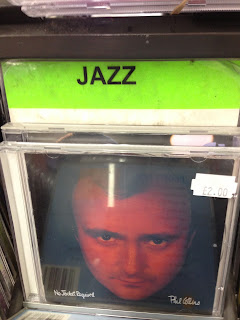 JAZZ
£2.00
No Jacket Required
Phil Collins